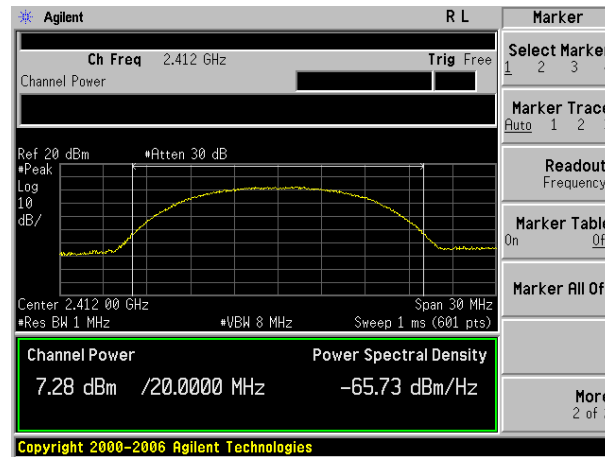 Agilent R L
Ch Freq 2.412 GHz Trig Free
Channel Power
Ref 20 dBm #Atten 30 dB
#Peak
Log
10
dB/
Center 2.412 00 GHz Span 30 MHz
#Res BW 1 MHz #VBW 8 MHz Sweep 1 ms (601 pts)
Channel Power Power Spectral Density
7.28 dBm /20.0000 MHz -65.73 dBm/Hz
Copyright 2000-2006 Agilent Technologies
Marker
Select Marker
1 2 3
Marker Trace
Auto 1 2
Readout
Frequency
Marker Table
On Of
Marker All Of
More
2 of